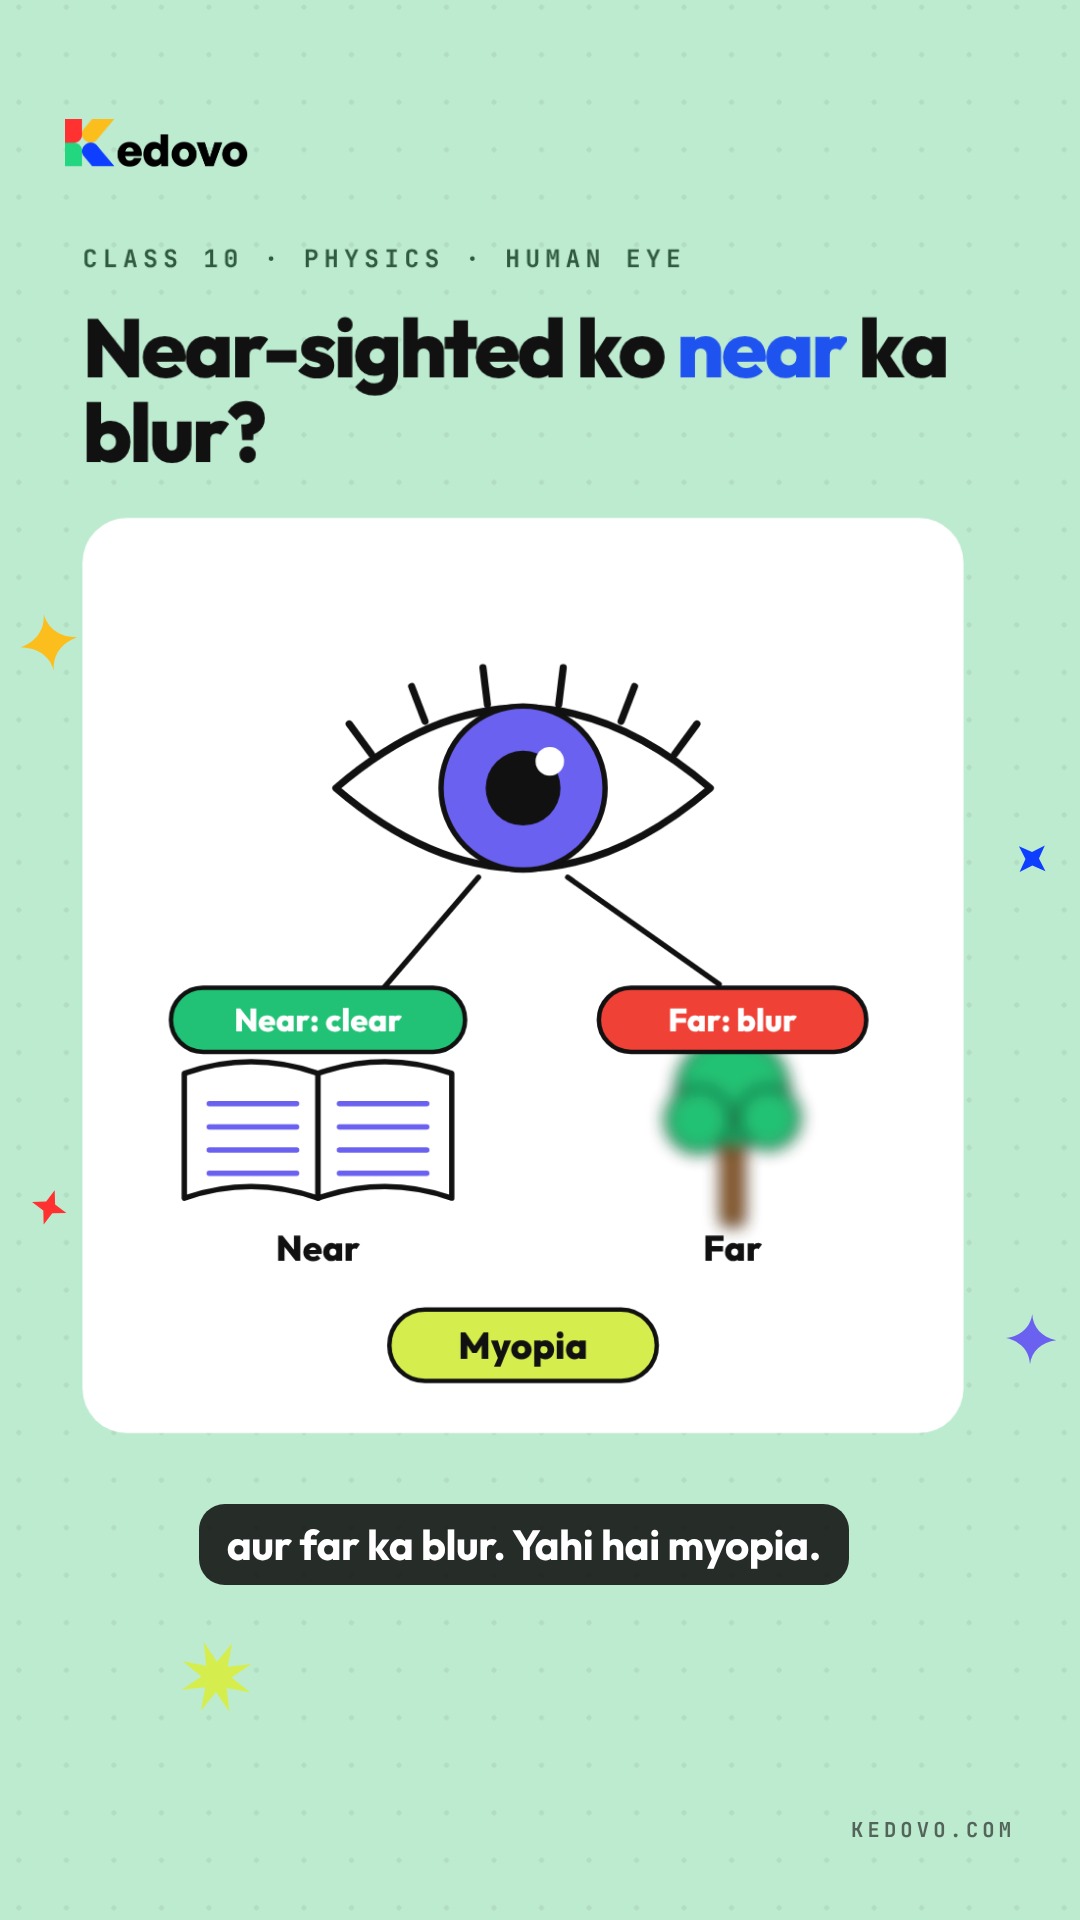 Kedovo
CLASS 10 · PHYSICS · HUMAN EYE
Near-sighted ko near ka
blur?
Near: clear
Far: blur
Near
Far
Myopia
aur far ka blur. Yahi hai myopia.
KEDOVO.COM